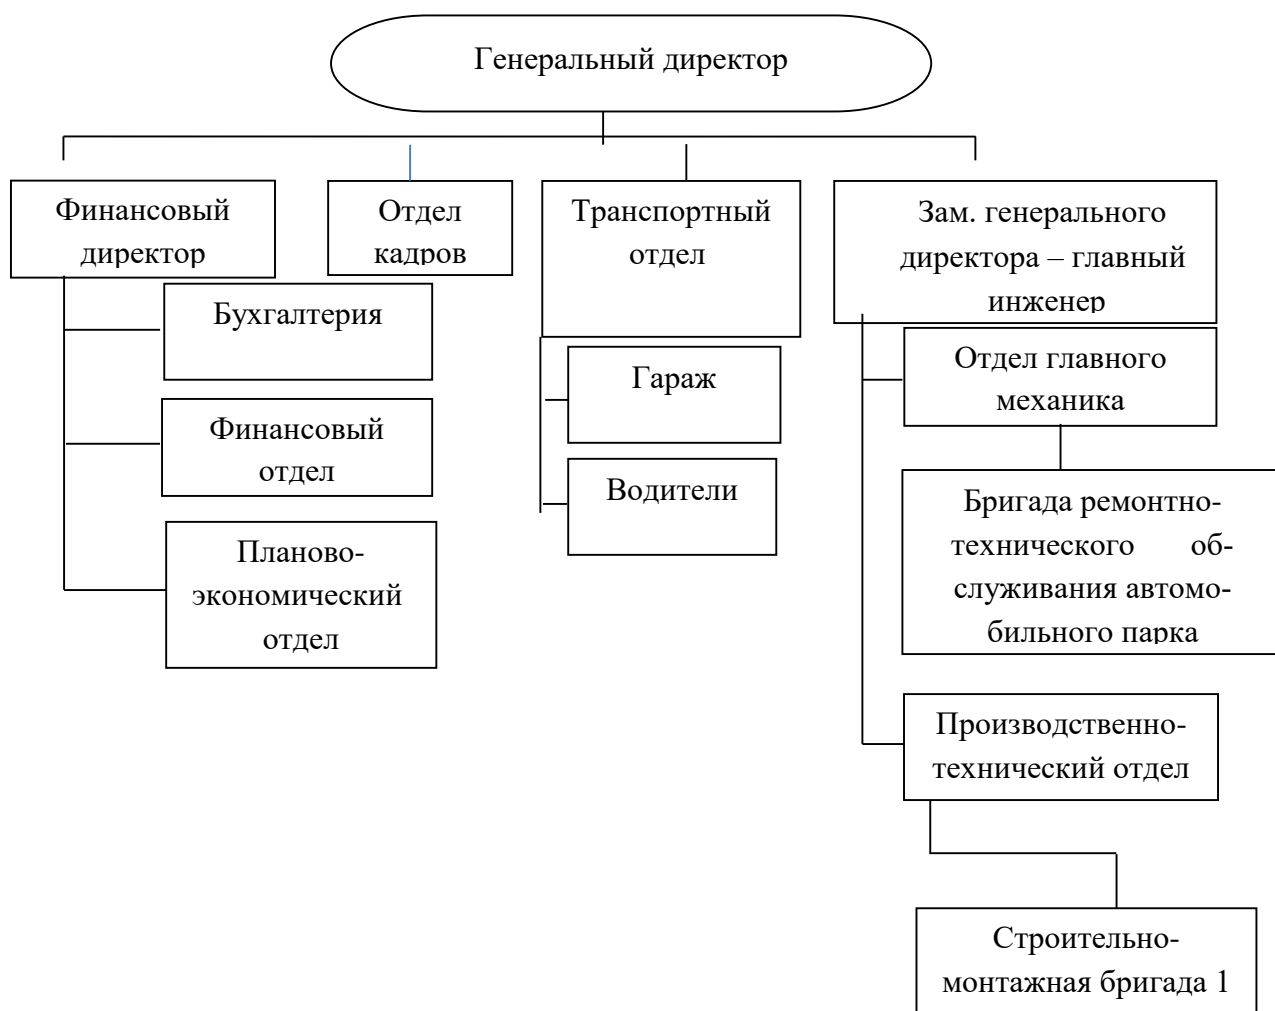 Генеральный директор
Финансовый
директор
Отдел
кадров
Транспортный
отдел
Зам. генерального
директора – главный
инженер
Бухгалтерия
Финансовый
отдел
Планово-
экономический
отдел
Гараж
Водители
Отдел главного
механика
Бригада ремонтно-
технического об-
служивания автомо-
бильного парка
Производственно-
технический отдел
Строительно-
монтажная бригада 1